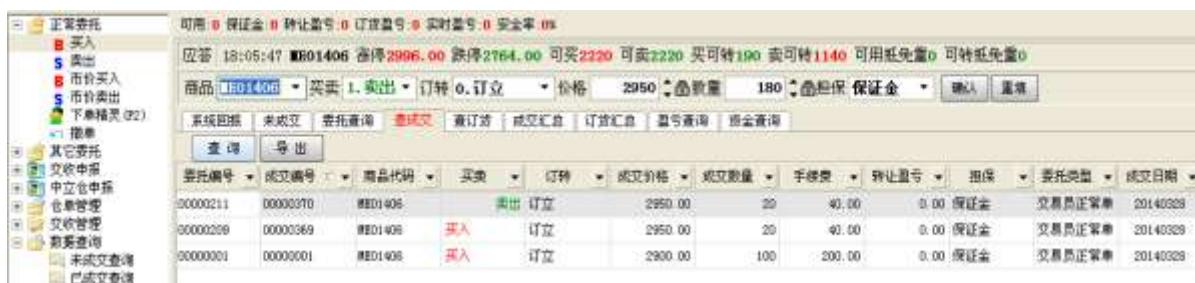 正常委托
B 买入
S 卖出
B 市价买入
S 市价卖出
下单精灵(F2)
撤单
其它委托
交收申报
中立仓申报
仓单管理
交收管理
数据查询
未成交查询
已成交查询
可用:0 保证金:0 转让盈亏:0 订货盈亏:0 实时盈亏:0 安全率:0%
应答 18:05:47 ME01406 涨停2996.00 跌停2764.00 可买2220 可卖2220 买可转190 卖可转1140 可用抵免量0 可转抵免量0
商品 ME01406 买卖 1.卖出 订转 0.订立 价格 2950 数量 180 担保 保证金 确认 重填
系统回报 未成交 委托查询 查成交 查订货 成交汇总 订货汇总 盈亏查询 资金查询
查 询 导 出
委托编号 成交编号 商品代码 买卖 订转 成交价格 成交数量 手续费 转让盈亏 担保 委托类型 成交日期
00000211 00000370 ME01406 卖出 订立 2950.00 20 40.00 0.00 保证金 交易员正常单 20140328
00000209 00000369 ME01406 买入 订立 2950.00 20 40.00 0.00 保证金 交易员正常单 20140328
00000001 00000001 ME01406 买入 订立 2900.00 100 200.00 0.00 保证金 交易员正常单 20140328